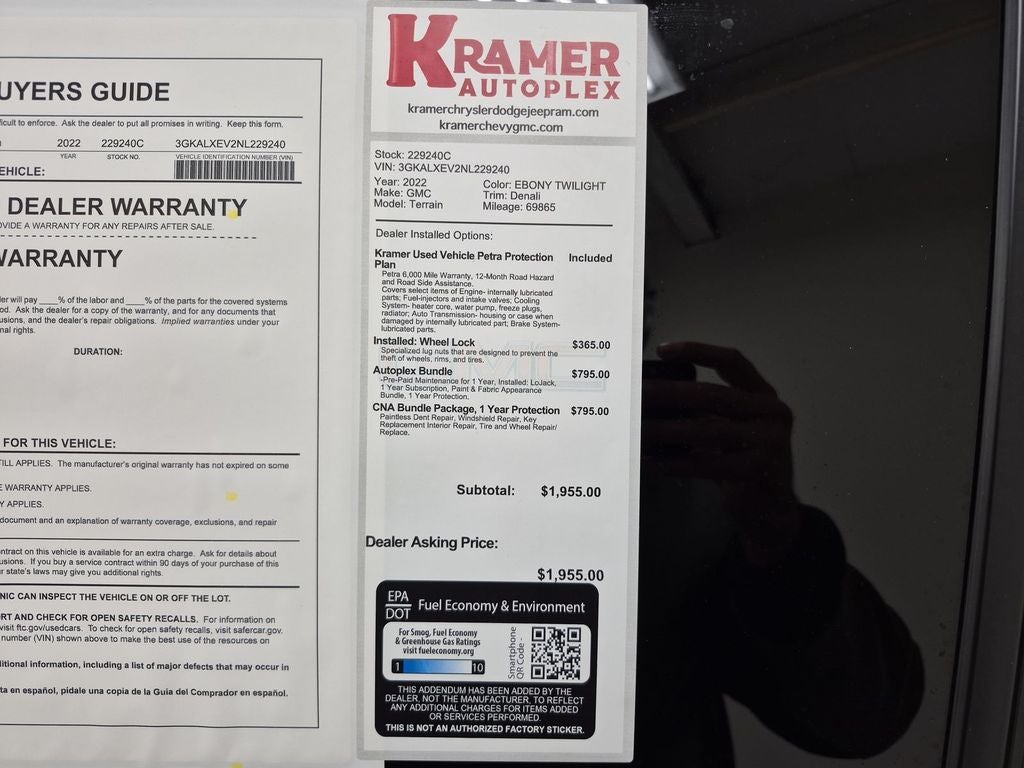 UYERS GUIDE
ficult to enforce. Ask the dealer to put all promises in writing. Keep this form.
2022 229240C 3GKALXEV2NL229240
YEAR STOCK NO. VEHICLE IDENTIFICATION NUMBER (VIN)
EHICLE:
DEALER WARRANTY
OVIDE A WARRANTY FOR ANY REPAIRS AFTER SALE.
WARRANTY
ler will pay ____% of the labor and ____% of the parts for the covered systems
od. Ask the dealer for a copy of the warranty, and for any documents that
usions, and the dealer's repair obligations. Implied warranties under your
nal rights.
DURATION:
FOR THIS VEHICLE:
TILL APPLIES. The manufacturer's original warranty has not expired on some
E WARRANTY APPLIES.
Y APPLIES.
document and an explanation of warranty coverage, exclusions, and repair
ntract on this vehicle is available for an extra charge. Ask for details about
usions. If you buy a service contract within 90 days of your purchase of this
r state's laws may give you additional rights.
NIC CAN INSPECT THE VEHICLE ON OR OFF THE LOT.
RT AND CHECK FOR OPEN SAFETY RECALLS. For information on
visit ftc.gov/usedcars. To check for open safety recalls, visit safercar.gov.
number (VIN) shown above to make the best use of the resources on
ditional information, including a list of major defects that may occur in
ta en español, pidale una copia de la Guia del Comprador en español.
KRAMER
AUTOPLEX
kramerchryslerdodgejeepram.com
kramerchevygmc.com
Stock: 229240C
VIN: 3GKALXEV2NL229240
Year: 2022 Color: EBONY TWILIGHT
Make: GMC Trim: Denali
Model: Terrain Mileage: 69865
Dealer Installed Options:
Kramer Used Vehicle Petra Protection Included
Plan
Petra 6,000 Mile Warranty, 12-Month Road Hazard
and Road Side Assistance.
Covers select items of Engine- internally lubricated
parts; Fuel-injectors and intake valves; Cooling
System- heater core, water pump, freeze plugs,
radiator; Auto Transmission- housing or case when
damaged by internally lubricated part; Brake System-
lubricated parts.
Installed: Wheel Lock $365.00
Specialized lug nuts that are designed to prevent the
theft of wheels, rims, and tires.
Autoplex Bundle $795.00
-Pre-Paid Maintenance for 1 Year, Installed: LoJack,
1 Year Subscription, Paint & Fabric Appearance
Bundle, 1 Year Protection.
CNA Bundle Package, 1 Year Protection $795.00
Paintless Dent Repair, Windshield Repair, Key
Replacement Interior Repair, Tire and Wheel Repair/
Replace.
Subtotal: $1,955.00
Dealer Asking Price:
$1,955.00
EPA
DOT
Fuel Economy & Environment
For Smog, Fuel Economy
& Greenhouse Gas Ratings
visit fueleconomy.org
1 10
Smartphone
QR Code -
THIS ADDENDUM HAS BEEN ADDED BY THE
DEALER, NOT THE MANUFACTURER, TO REFLECT
ANY ADDITIONAL CHARGES FOR ITEMS ADDED
OR SERVICES PERFORMED.
THIS IS NOT AN AUTHORIZED FACTORY STICKER.